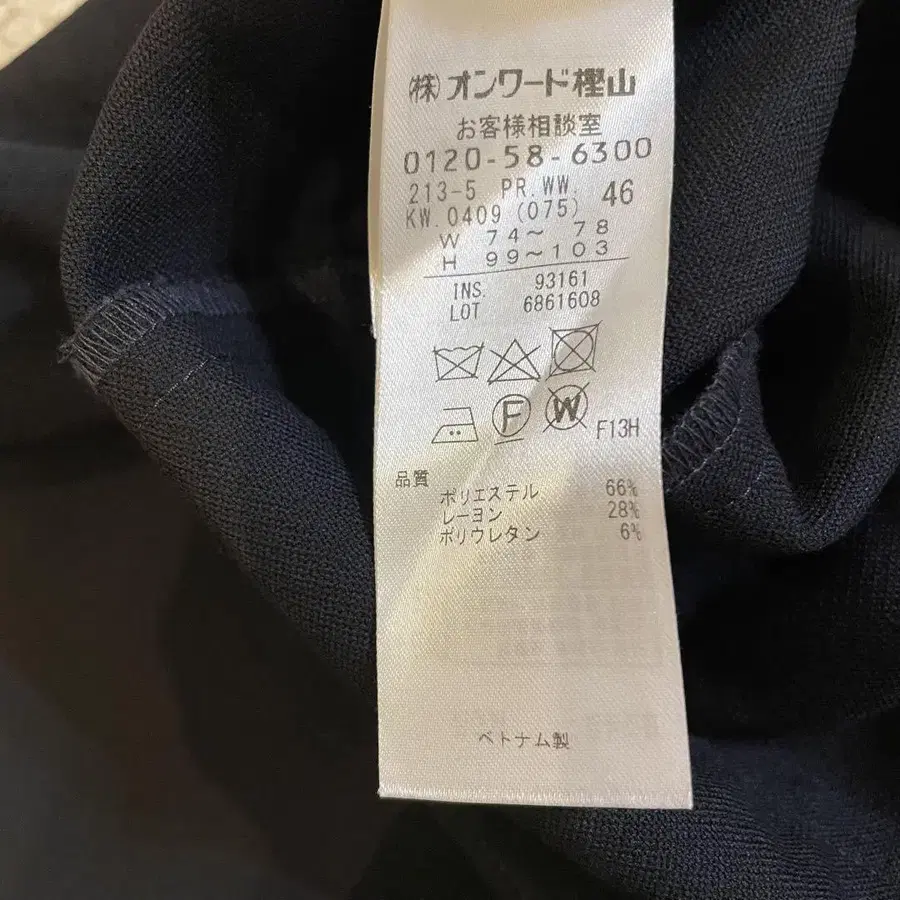 ㈱オンワード樫山
お客様相談室
0120-58-6300
213-5 PR.WW. 46
KW.0409 (075)
W 74～ 78
H 99～103
INS. 93161
LOT 6861608
F W F13H
品質
ポリエステル 66%
レーヨン 28%
ポリウレタン 6%
ベトナム製